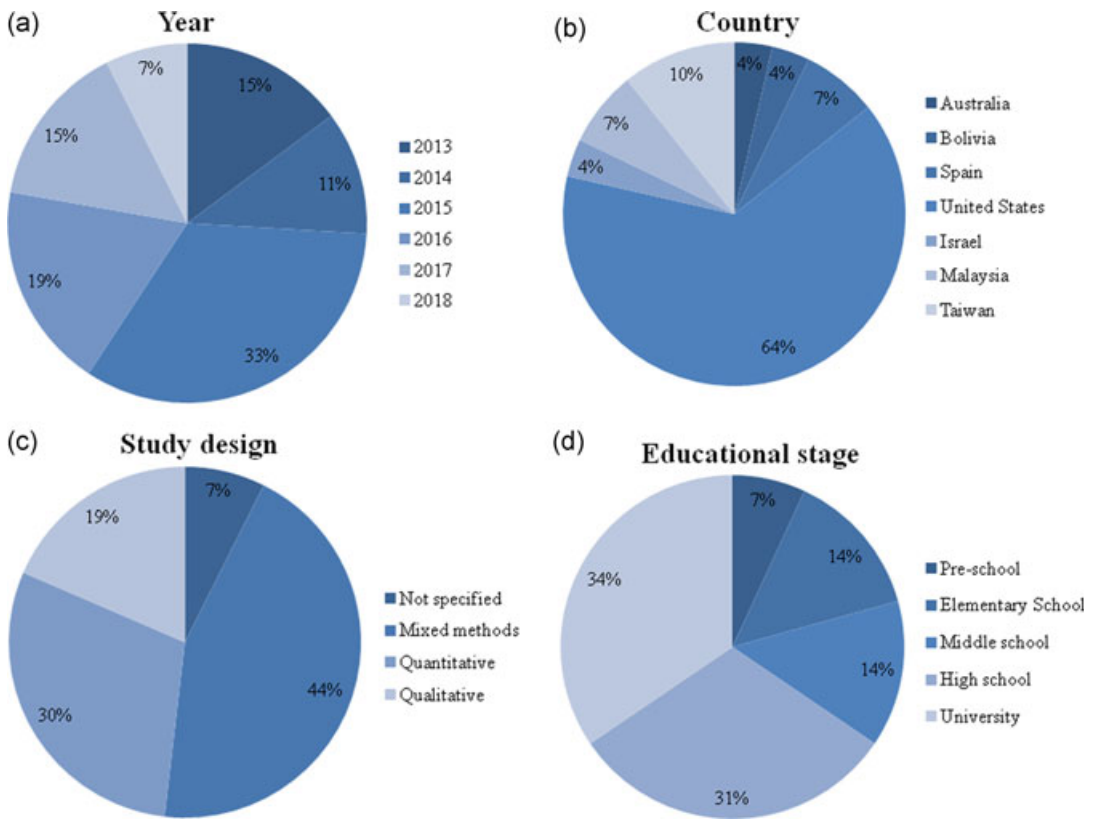 (a)
Year
7%
15%
15%
11%
19%
33%
2013
2014
2015
2016
2017
2018
(b)
Country
4%
4%
10%
7%
7%
4%
64%
Australia
Bolivia
Spain
United States
Israel
Malaysia
Taiwan
(c)
Study design
7%
19%
44%
30%
Not specified
Mixed methods
Quantitative
Qualitative
(d)
Educational stage
7%
14%
34%
14%
31%
Pre-school
Elementary School
Middle school
High school
University